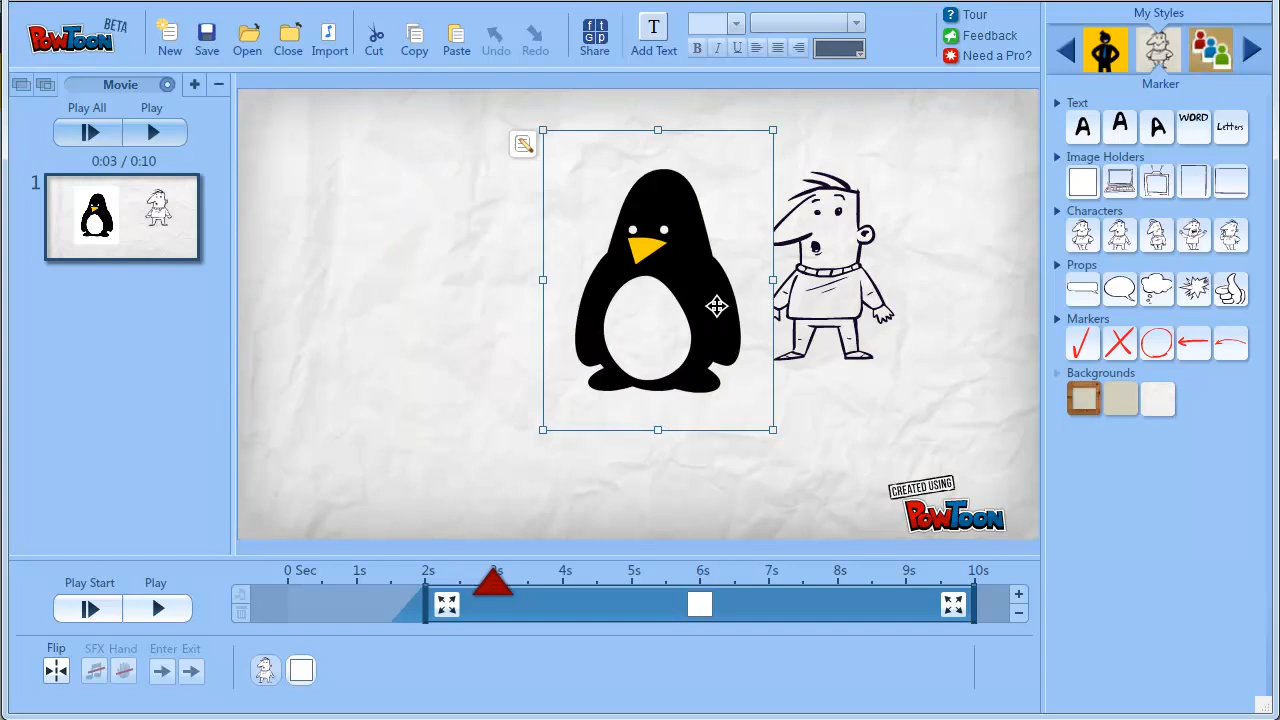 PowToon BETA
New Save Open Close Import Cut Copy Paste Undo Redo Share Add Text
f t G P
T
B I U
Tour
Feedback
Need a Pro?
My Styles
Marker
Movie
Play All Play
0:03 / 0:10
1
Text
A A A WORD Letters
Image Holders
Characters
Props
Markers
Backgrounds
CREATED USING
PowToon
Play Start Play
0 Sec 1s 2s 3s 4s 5s 6s 7s 8s 9s 10s
Flip SFX Hand Enter Exit